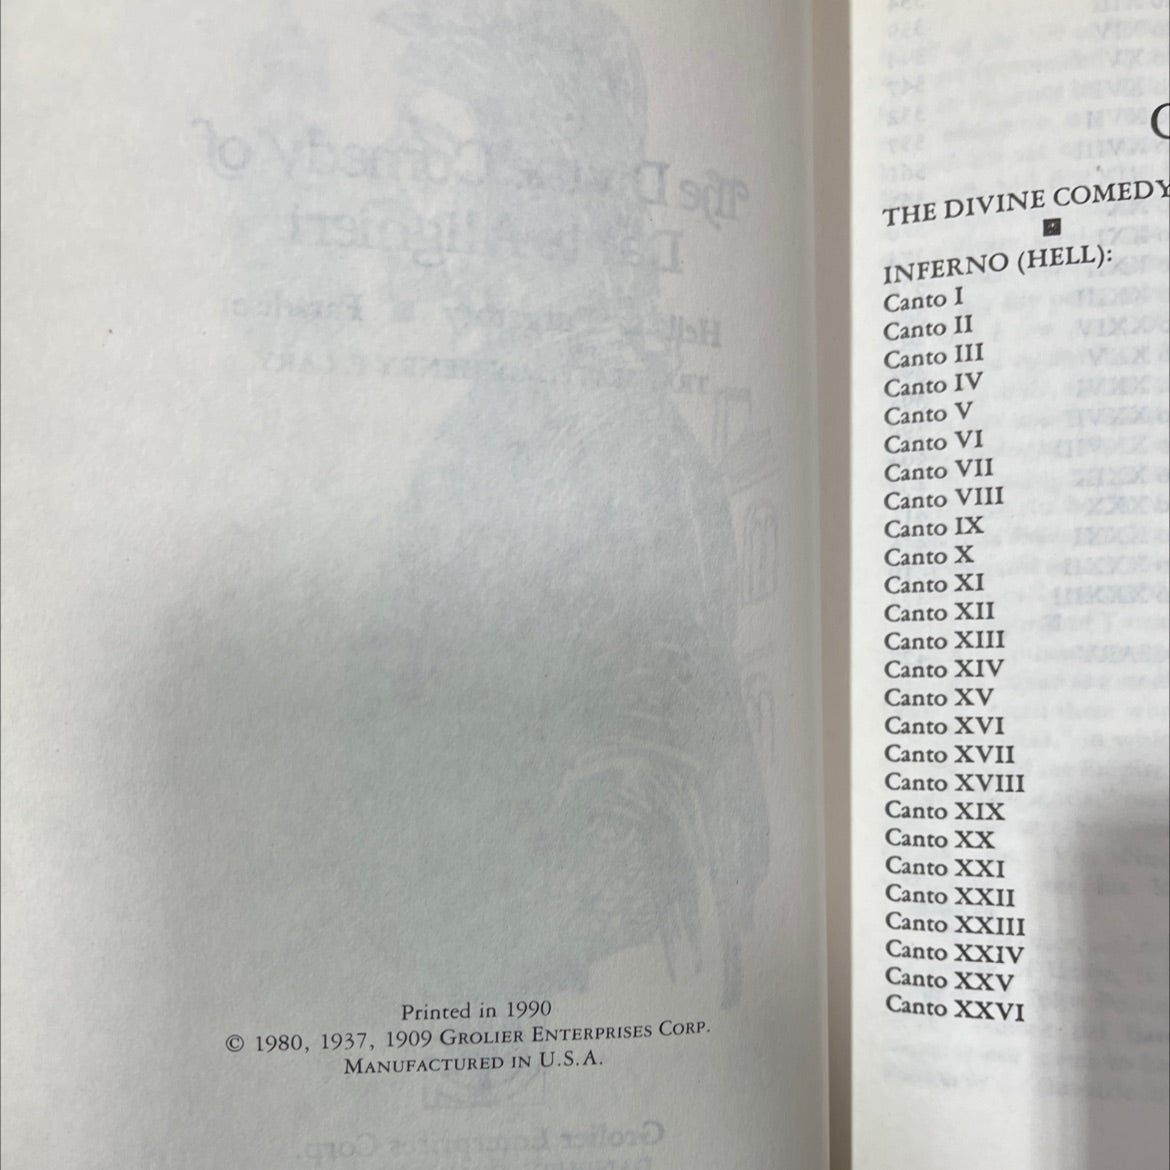 Printed in 1990
© 1980, 1937, 1909 GROLIER ENTERPRISES CORP.
MANUFACTURED IN U.S.A.
THE DIVINE COMEDY
INFERNO (HELL):
Canto I
Canto II
Canto III
Canto IV
Canto V
Canto VI
Canto VII
Canto VIII
Canto IX
Canto X
Canto XI
Canto XII
Canto XIII
Canto XIV
Canto XV
Canto XVI
Canto XVII
Canto XVIII
Canto XIX
Canto XX
Canto XXI
Canto XXII
Canto XXIII
Canto XXIV
Canto XXV
Canto XXVI